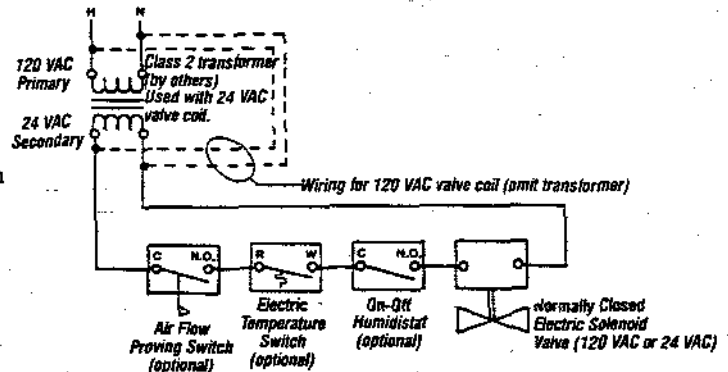 H N
120 VAC
Primary
Class 2 transformer
(by others)
Used with 24 VAC
valve coil.
24 VAC
Secondary
Wiring for 120 VAC valve coil (omit transformer)
C N.O.
R W
C N.O.
Air Flow
Proving Switch
(optional)
Electric
Temperature
Switch
(optional)
On-Off
Humidistat
(optional)
Normally Closed
Electric Solenoid
Valve (120 VAC or 24 VAC)